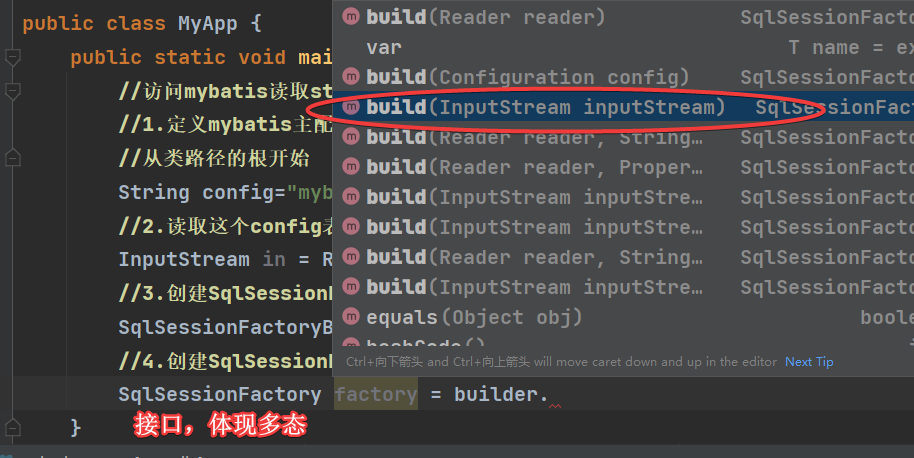 public class MyApp {
public static void mai
//访问mybatis读取st
//1.定义mybatis主配
//从类路径的根开始
String config="myb
//2.读取这个config表
InputStream in = R
//3.创建SqlSession
SqlSessionFactoryB
//4.创建SqlSession
SqlSessionFactory factory = builder.
接口，体现多态
}
build(Reader reader) SqlSessionFacto
var T name = ex
build(Configuration config) SqlSessionFacto
build(InputStream inputStream) SqlSessionFact
build(Reader reader, String… SqlSessionFacto
build(Reader reader, Proper… SqlSessionFacto
build(InputStream inputStre… SqlSessionFacto
build(InputStream inputStre… SqlSessionFacto
build(Reader reader, String… SqlSessionFacto
build(InputStream inputStre… SqlSessionFacto
equals(Object obj) boole
hashCode()
Ctrl+向下箭头 and Ctrl+向上箭头 will move caret down and up in the editor Next Tip